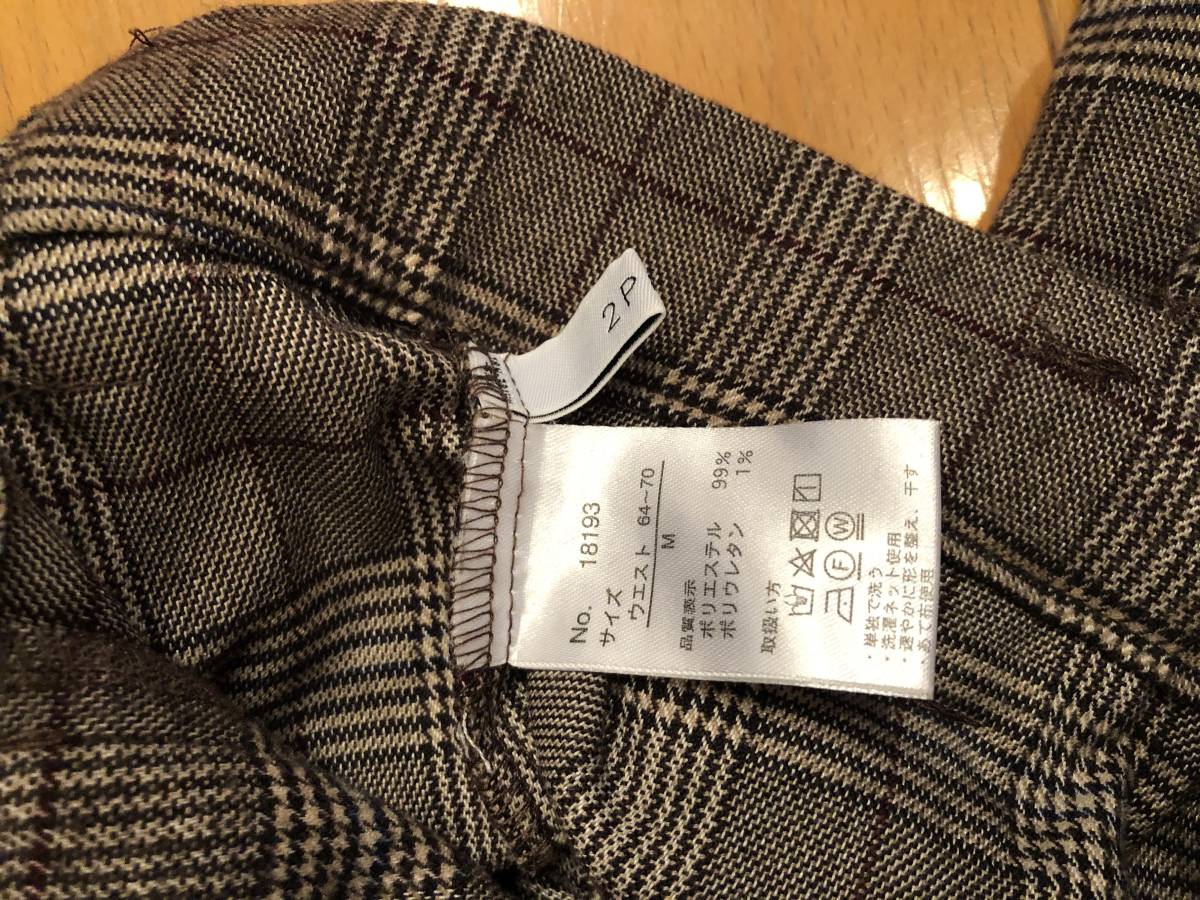 2P
No. 18193
サイズ
ウエスト 64~70
M
品質表示
ポリエステル 99%
ポリウレタン 1%
取扱い方
F W
・単独で洗う
・洗濯ネット使用
・速やかに形を整え、干す
あて布使用